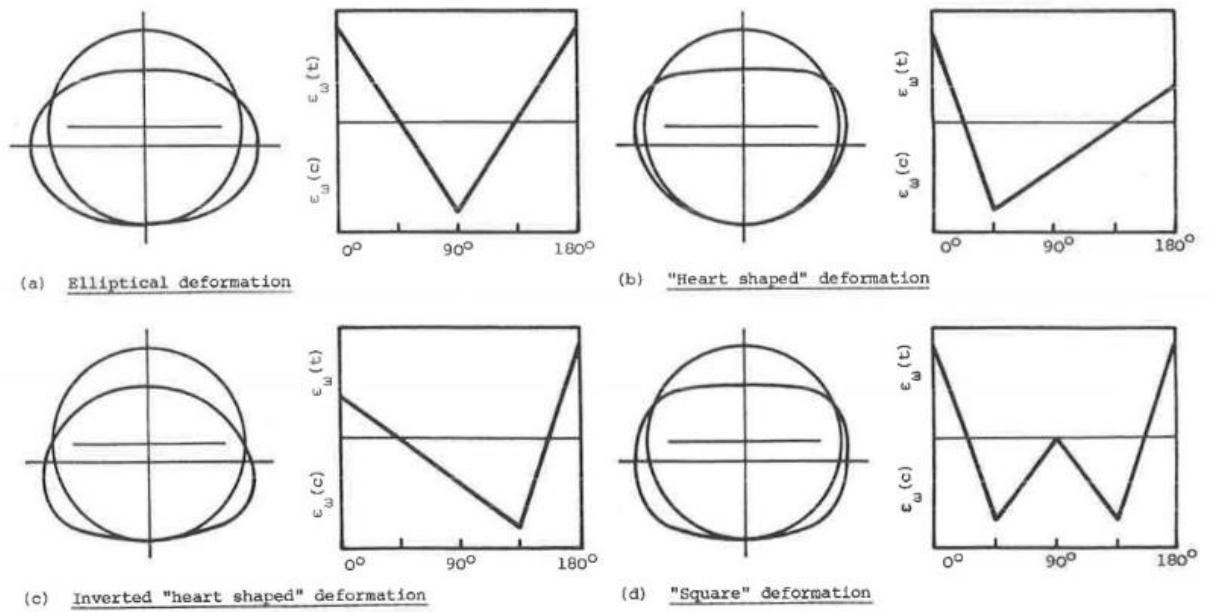 ε_ω(t)
ε_ω(c)
0° 90° 180°
(a) Elliptical deformation
ε_ω(t)
ε_ω(c)
0° 90° 180°
(b) "Heart shaped" deformation
ε_ω(t)
ε_ω(c)
0° 90° 180°
(c) Inverted "heart shaped" deformation
ε_ω(t)
ε_ω(c)
0° 90° 180°
(d) "Square" deformation